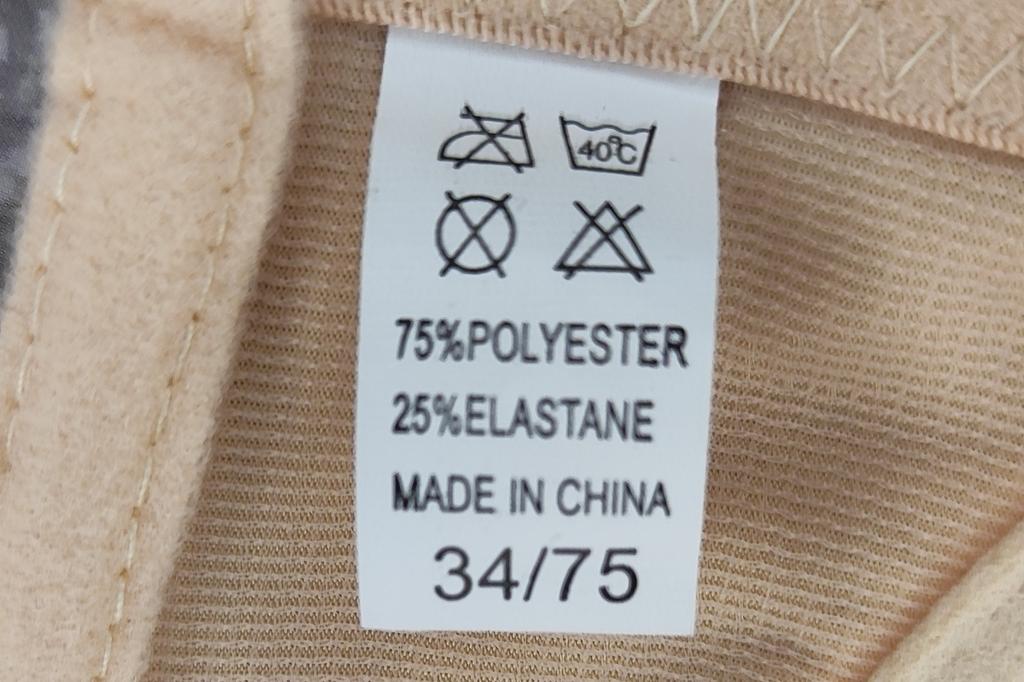 40°C
75%POLYESTER
25%ELASTANE
MADE IN CHINA
34/75